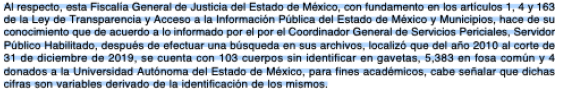 Al respecto, esta Fiscalía General de Justicia del Estado de México, con fundamento en los artículos 1, 4 y 163
de la Ley de Transparencia y Acceso a la Información Pública del Estado de México y Municipios, hace de su
conocimiento que de acuerdo a lo informado por el por el Coordinador General de Servicios Periciales, Servidor
Público Habilitado, después de efectuar una búsqueda en sus archivos, localizó que del año 2010 al corte de
31 de diciembre de 2019, se cuenta con 103 cuerpos sin identificar en gavetas, 5,383 en fosa común y 4
donados a la Universidad Autónoma del Estado de México, para fines académicos, cabe señalar que dichas
cifras son variables derivado de la identificación de los mismos.